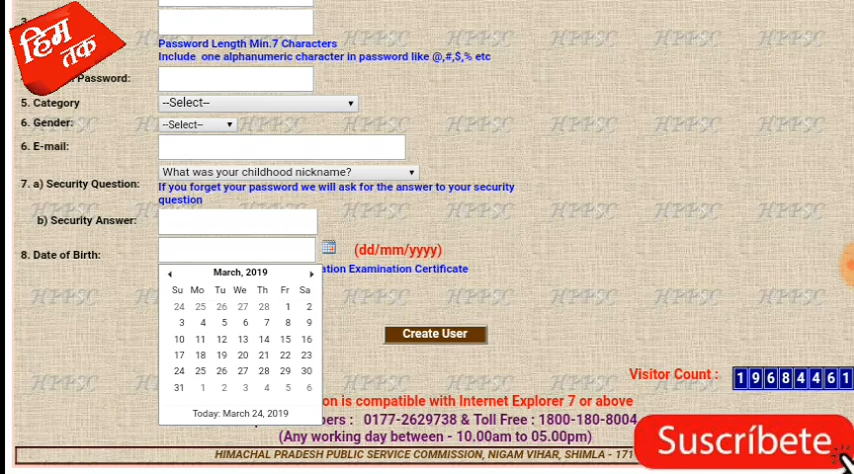 हिम तक
3.
Password Length Min.7 Characters
Include one alphanumeric character in password like @,#,$,% etc
Password:
5. Category --Select--
6. Gender: --Select--
6. E-mail:
What was your childhood nickname?
7. a) Security Question:
If you forget your password we will ask for the answer to your security
question
b) Security Answer:
8. Date of Birth: (dd/mm/yyyy)
ation Examination Certificate
March, 2019
Su Mo Tu We Th Fr Sa
24 25 26 27 28 1 2
3 4 5 6 7 8 9
10 11 12 13 14 15 16
17 18 19 20 21 22 23
24 25 26 27 28 29 30
31 1 2 3 4 5 6
Today: March 24, 2019
Create User
Visitor Count : 19684461
on is compatible with Internet Explorer 7 or above
bers : 0177-2629738 & Toll Free : 1800-180-8004
(Any working day between - 10.00am to 05.00pm)
HIMACHAL PRADESH PUBLIC SERVICE COMMISSION, NIGAM VIHAR, SHIMLA - 171
Suscríbete
HPPSC HPPSC HPPSC HPPSC HPPSC